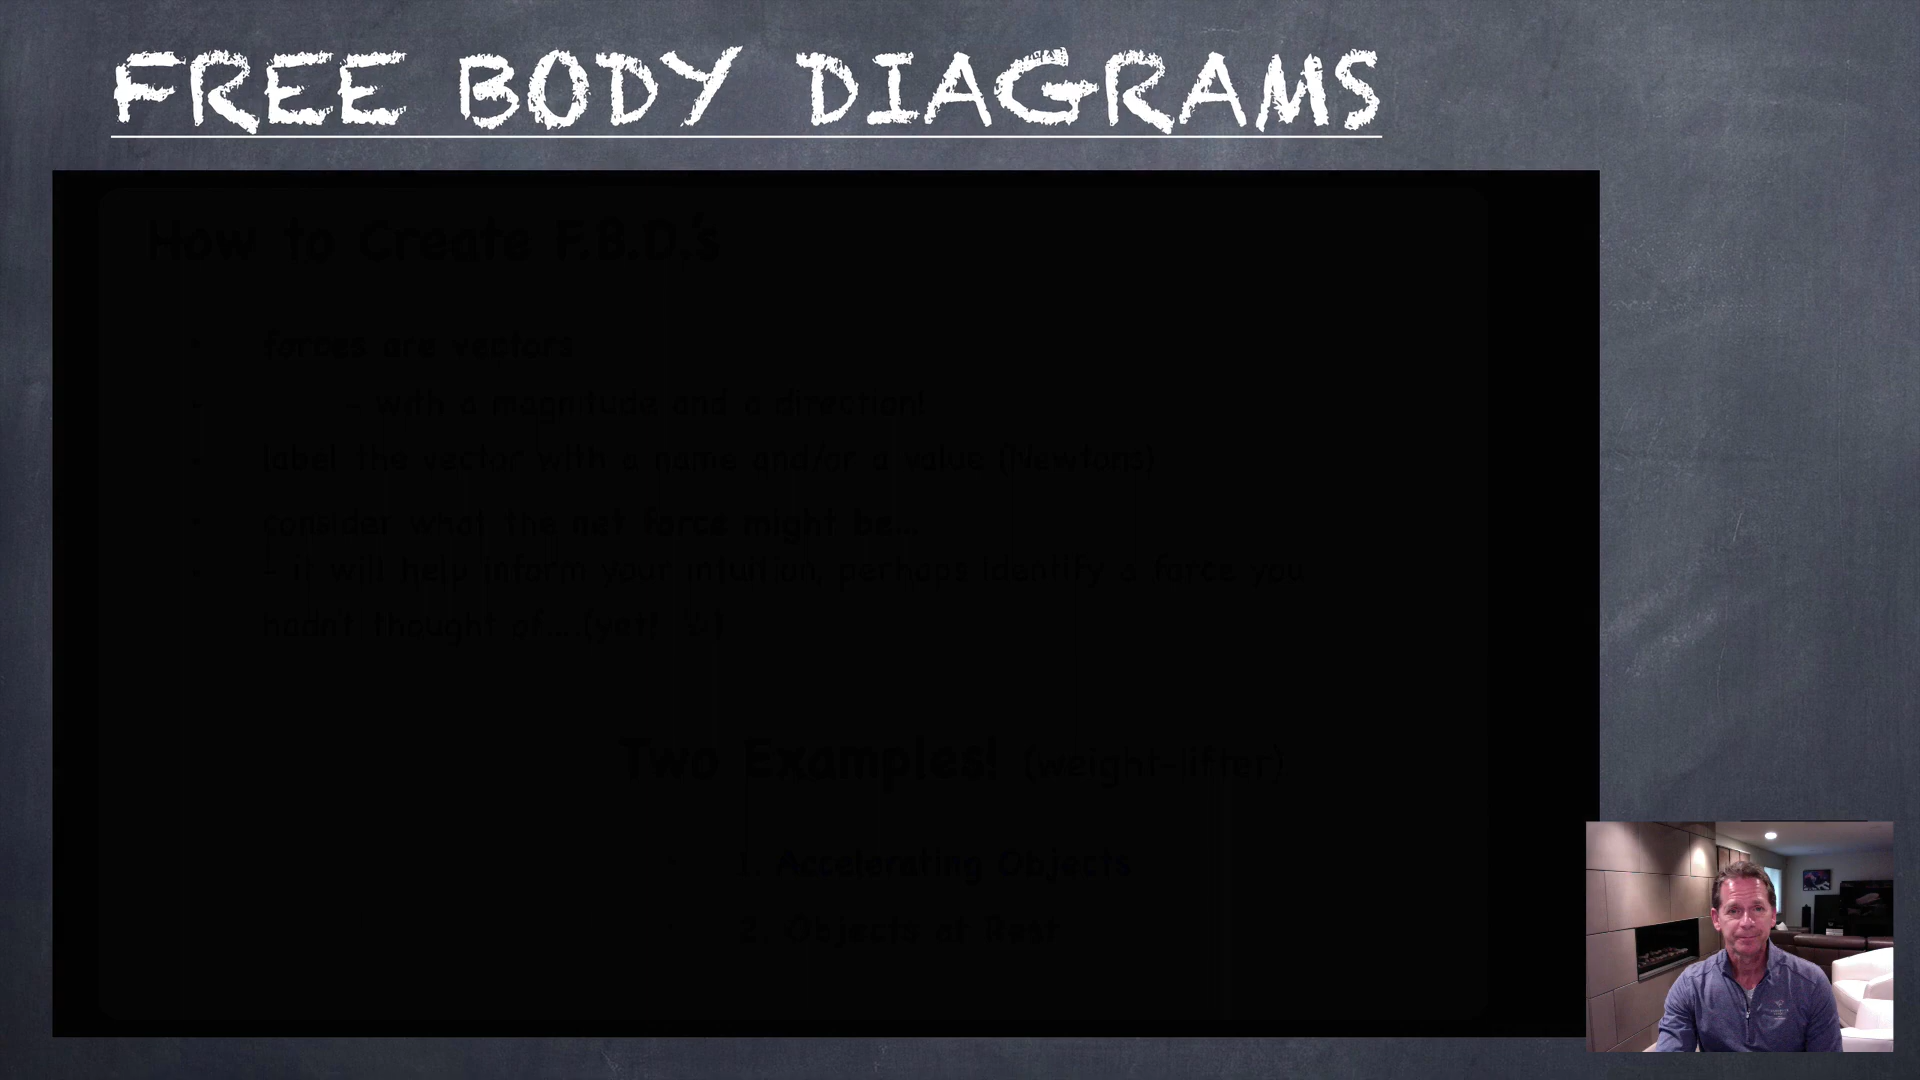 FREE BODY DIAGRAMS
How to Create F.B.D.'s
forces are vectors
- with a magnitude and a direction!
label the vector with a name and/or a value (Newtons)
consider what the net force might be...
- it will help inform your intuition, perhaps identify a force you
hadn't thought of....(yet!
Two Examples! (weight-lifter)
1. Accelerating Objects
2. Objects at Rest